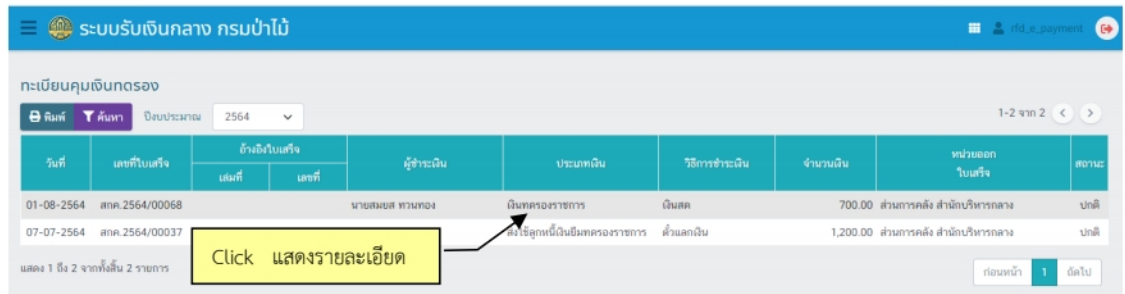 ระบบรับเงินกลาง กรมป่าไม้
rfd_e_payment
ทะเบียนคุมเงินทดรอง
พิมพ์ ค้นหา ปีงบประมาณ 2564
1-2 จาก 2
วันที่ เลขที่ใบเสร็จ อ้างอิงใบเสร็จ เล่มที่ เลขที่ ผู้ชำระเงิน ประเภทเงิน วิธีการชำระเงิน จำนวนเงิน หน่วยออก ใบเสร็จ สถานะ
01-08-2564 สกค.2564/00068 นายสมยส ทวนทอง เงินทดรองราชการ เงินสด 700.00 ส่วนการคลัง สำนักบริหารกลาง ปกติ
07-07-2564 สกค.2564/00037 ส่งใช้ลูกหนี้เงินยืมทดรองราชการ ตั๋วแลกเงิน 1,200.00 ส่วนการคลัง สำนักบริหารกลาง ปกติ
Click แสดงรายละเอียด
แสดง 1 ถึง 2 จากทั้งสิ้น 2 รายการ
ก่อนหน้า 1 ถัดไป